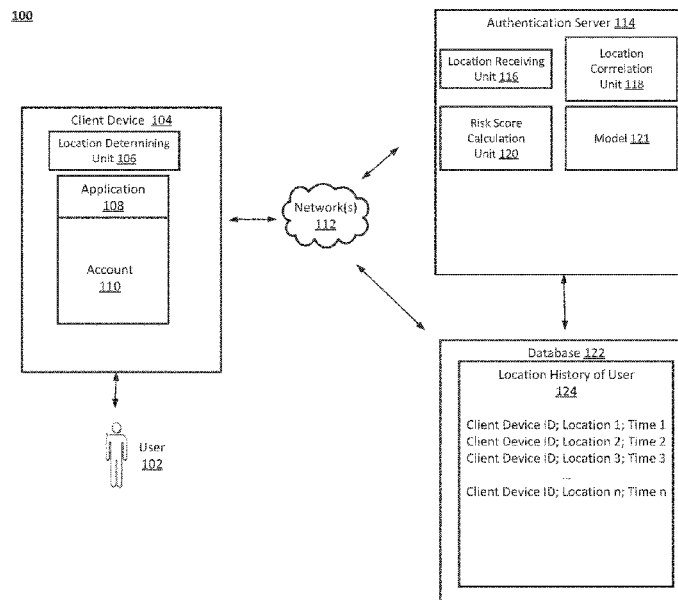 100
Authentication Server 114
Location Receiving
Unit 116
Location
Corrrelation
Unit 118
Risk Score
Calculation
Unit 120
Model 121
Client Device 104
Location Determining
Unit 106
Application
108
Account
110
Network(s)
112
User
102
Database 122
Location History of User
124
Client Device ID; Location 1; Time 1
Client Device ID; Location 2; Time 2
Client Device ID; Location 3; Time 3
...
Client Device ID; Location n; Time n